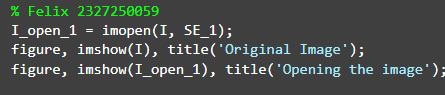 % Felix 2327250059
I_open_1 = imopen(I, SE_1);
figure, imshow(I), title('Original Image');
figure, imshow(I_open_1), title('Opening the image');